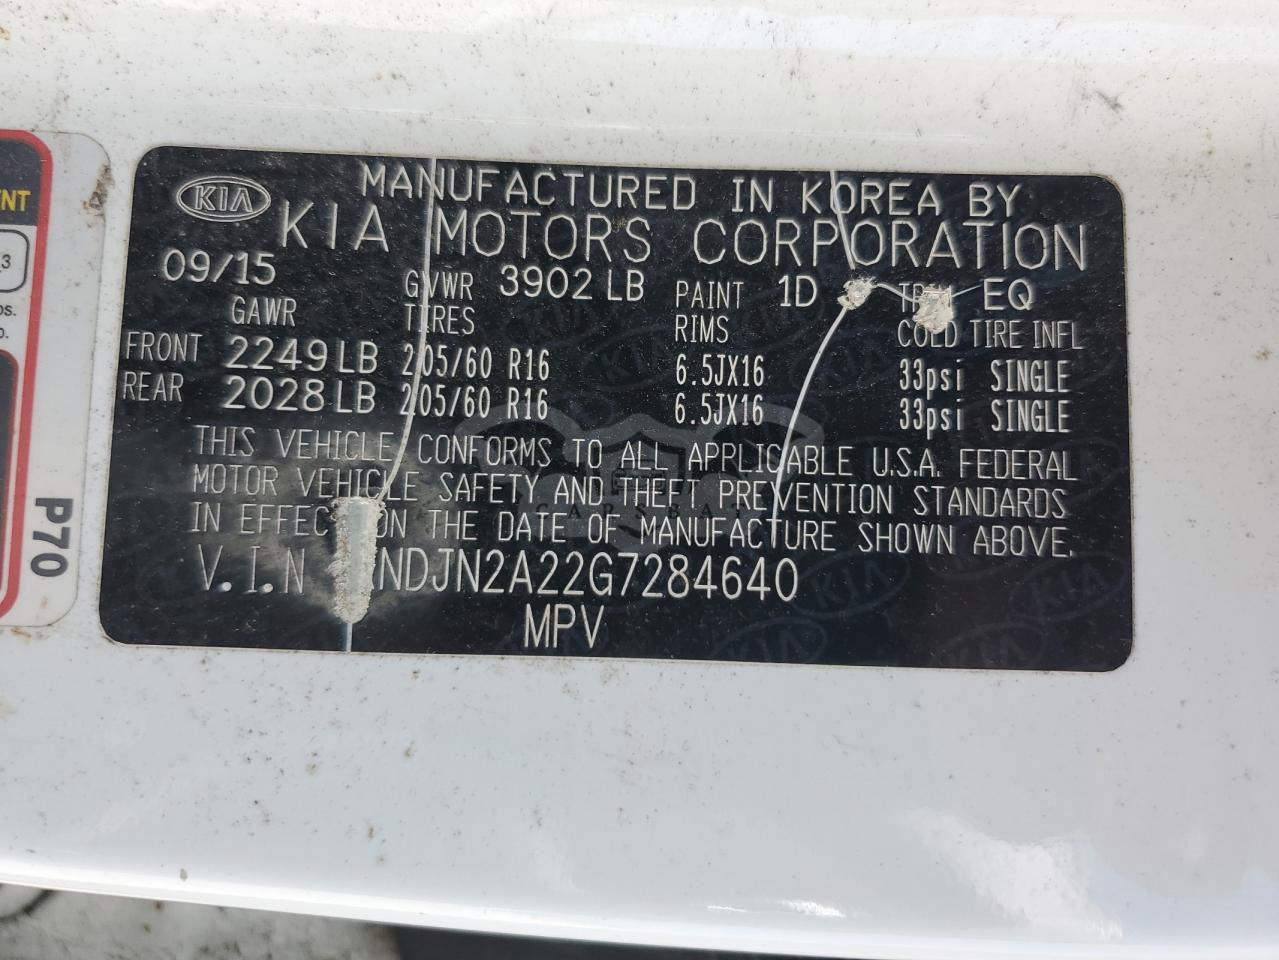 KIA
MANUFACTURED IN KOREA BY
KIA MOTORS CORPORATION
09/15 GVWR 3902 LB PAINT 1D EQ
GAWR TIRES RIMS COLD TIRE INFL
FRONT 2249 LB 205/60 R16 6.5JX16 33psi SINGLE
REAR 2028 LB 205/60 R16 6.5JX16 33psi SINGLE
THIS VEHICLE CONFORMS TO ALL APPLICABLE U.S.A. FEDERAL
MOTOR VEHICLE SAFETY AND THEFT PREVENTION STANDARDS
IN EFFECT ON THE DATE OF MANUFACTURE SHOWN ABOVE.
V.I.N NDJN2A22G7284640
MPV
CARSBAT
P70
NT
3